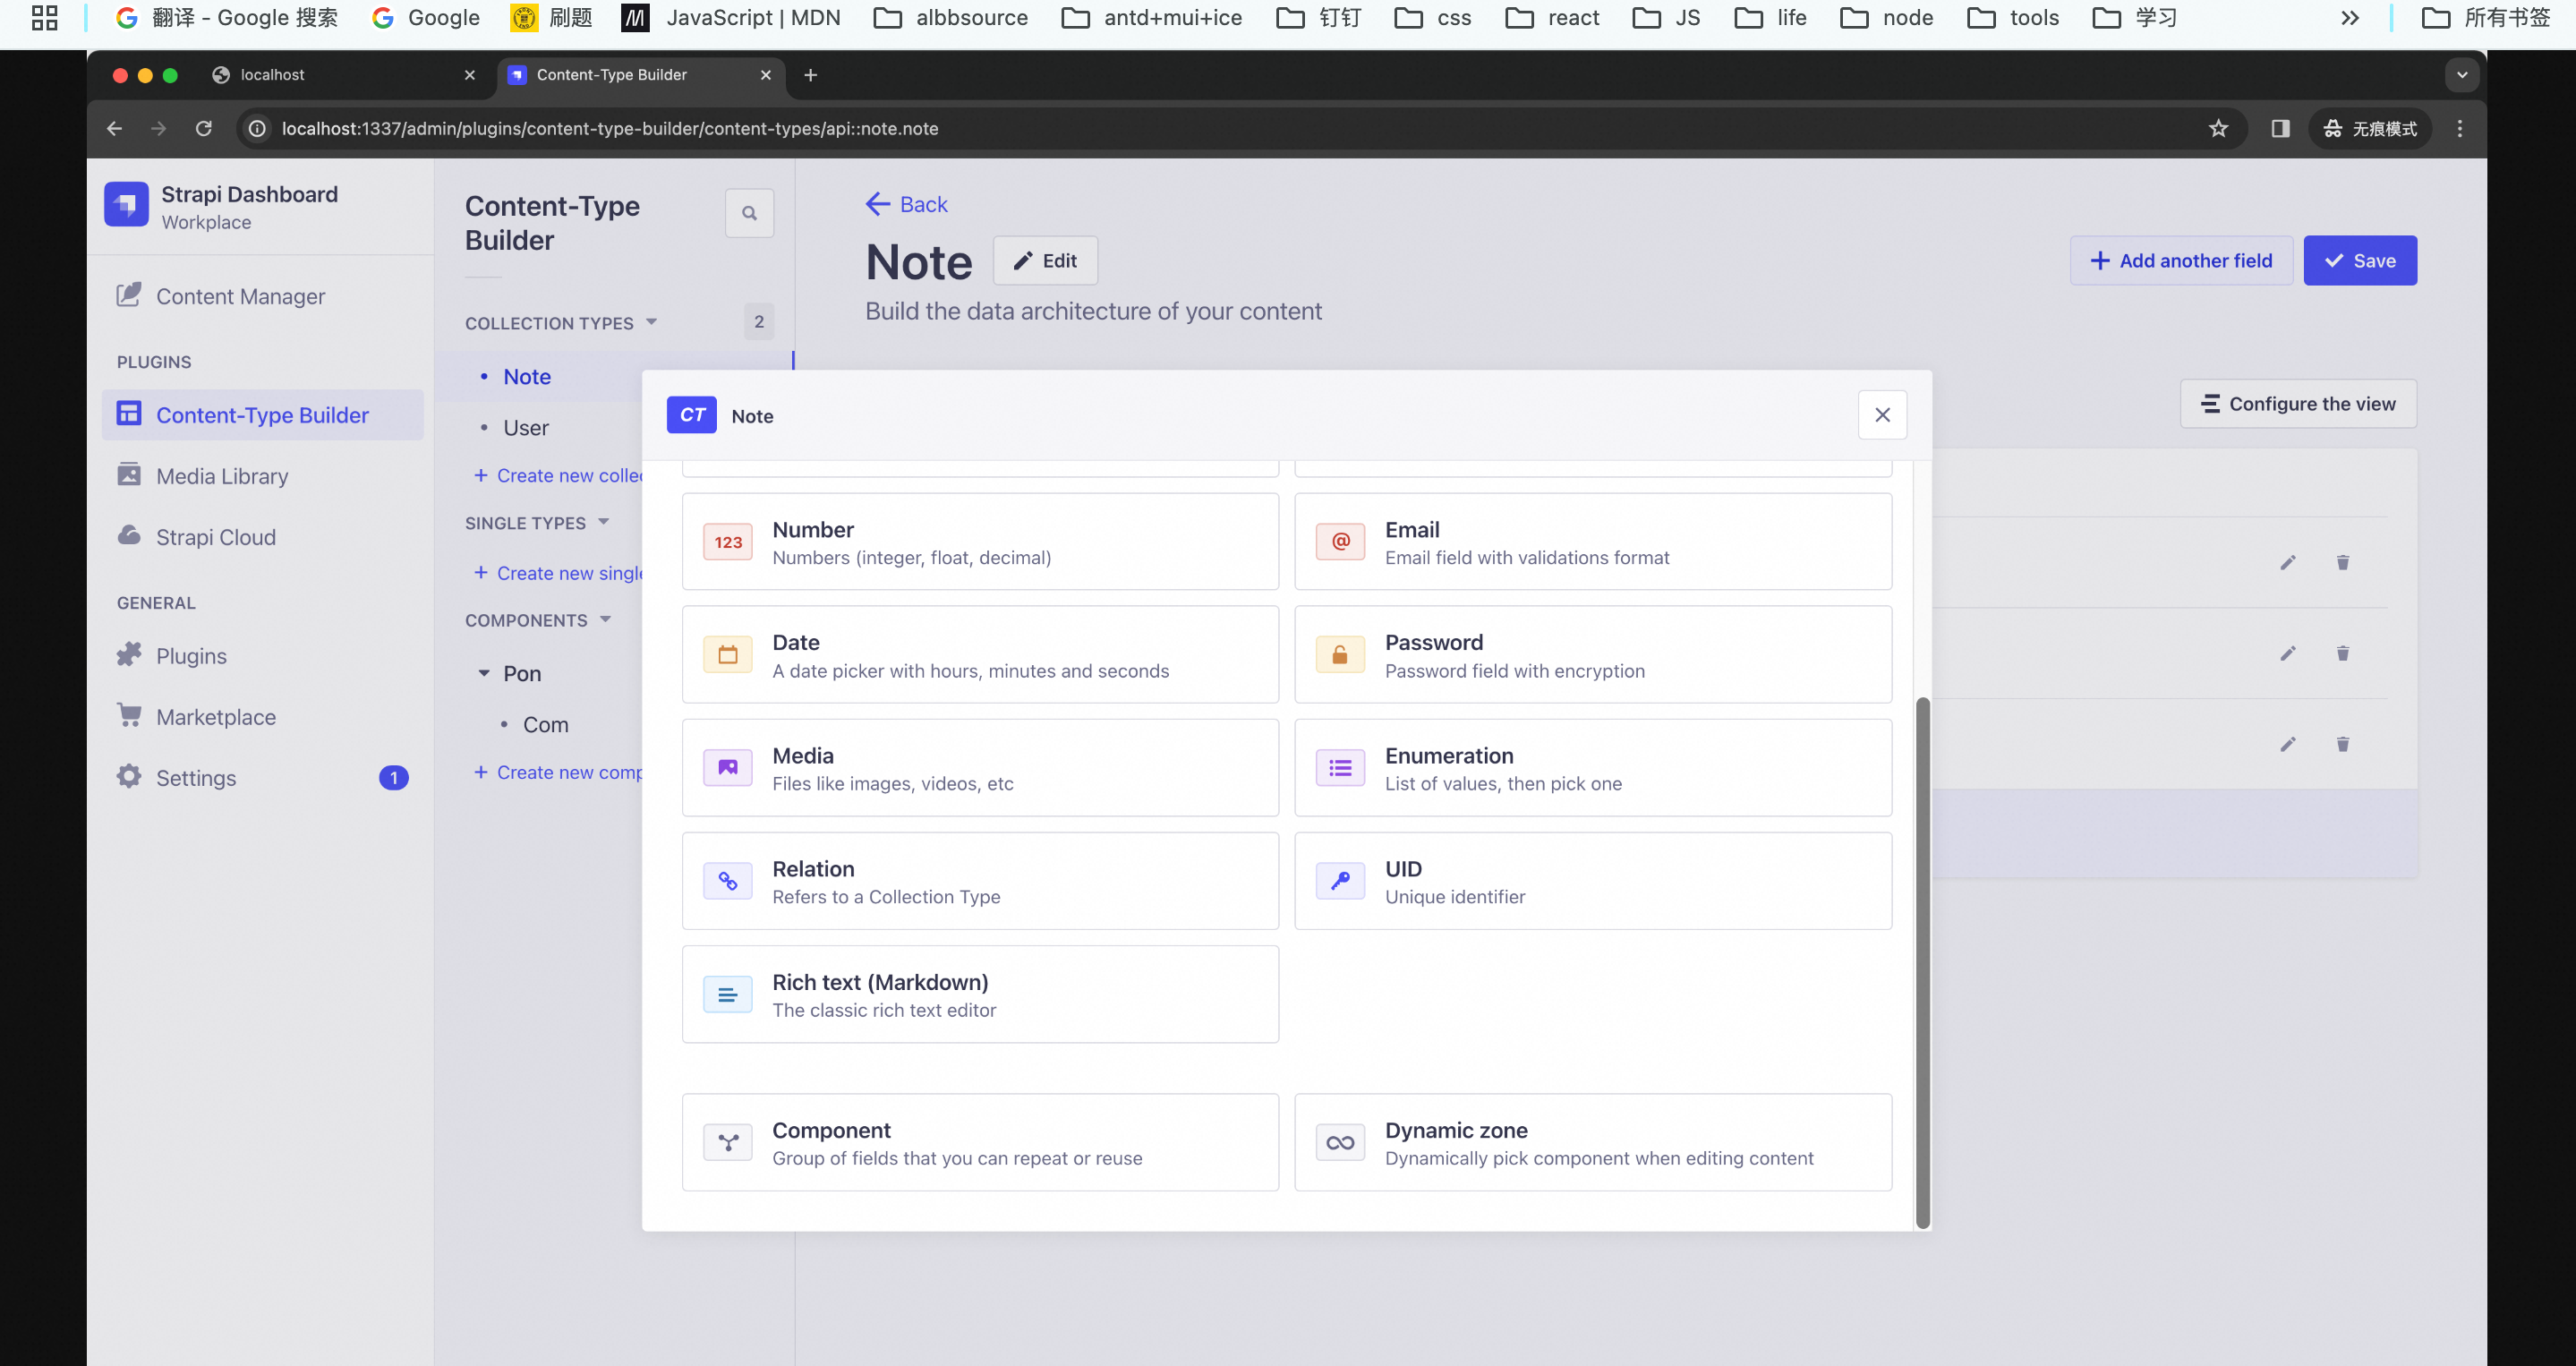 翻译 - Google 搜索
Google
刷题
JavaScript | MDN
albbsource
antd+mui+ice
钉钉
css
react
JS
life
node
tools
学习
所有书签
localhost
Content-Type Builder
localhost:1337/admin/plugins/content-type-builder/content-types/api::note.note
无痕模式
Strapi Dashboard
Workplace
Content Manager
PLUGINS
Content-Type Builder
Media Library
Strapi Cloud
GENERAL
Plugins
Marketplace
Settings
1
Content-Type
Builder
COLLECTION TYPES
2
Note
User
+ Create new collec
SINGLE TYPES
+ Create new single
COMPONENTS
Pon
Com
+ Create new comp
Back
Note
Edit
Build the data architecture of your content
Add another field
Save
Configure the view
CT
Note
123
Number
Numbers (integer, float, decimal)
@
Email
Email field with validations format
Date
A date picker with hours, minutes and seconds
Password
Password field with encryption
Media
Files like images, videos, etc
Enumeration
List of values, then pick one
Relation
Refers to a Collection Type
UID
Unique identifier
Rich text (Markdown)
The classic rich text editor
Component
Group of fields that you can repeat or reuse
Dynamic zone
Dynamically pick component when editing content